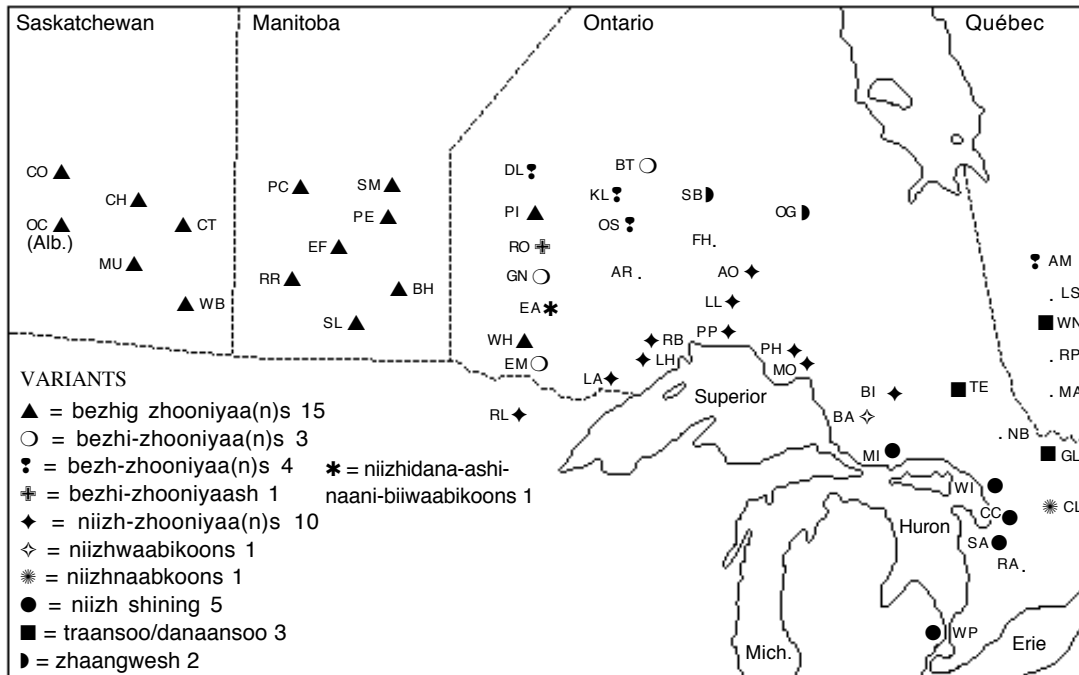 Saskatchewan Manitoba Ontario Québec
CO
CH
OC
(Alb.)
CT
MU
WB
PC
SM
PE
EF
RR
BH
SL
DL
BT
KL
SB
PI
OS
OG
RO
FH
GN
AR
AO
EA
LL
WH
RB
PP
EM
LH
PH
LA
MO
RL
BI
BA
TE
MI
NB
WI
CC
SA
RA
WP
AM
LS
WN
RP
MA
GL
CL
Superior
Huron
Mich.
Erie
VARIANTS
▲ = bezhig zhooniyaa(n)s 15
❍ = bezhi-zhooniyaa(n)s 3
❢ = bezh-zhooniyaa(n)s 4
✙ = bezhi-zhooniyaash 1
✦ = niizh-zhooniyaa(n)s 10
✧ = niizhwaabikoons 1
✺ = niizhnaabkoons 1
● = niizh shining 5
■ = traansoo/danaansoo 3
◗ = zhaangwesh 2
✱ = niizhidana-ashi-
naani-biiwaabikoons 1